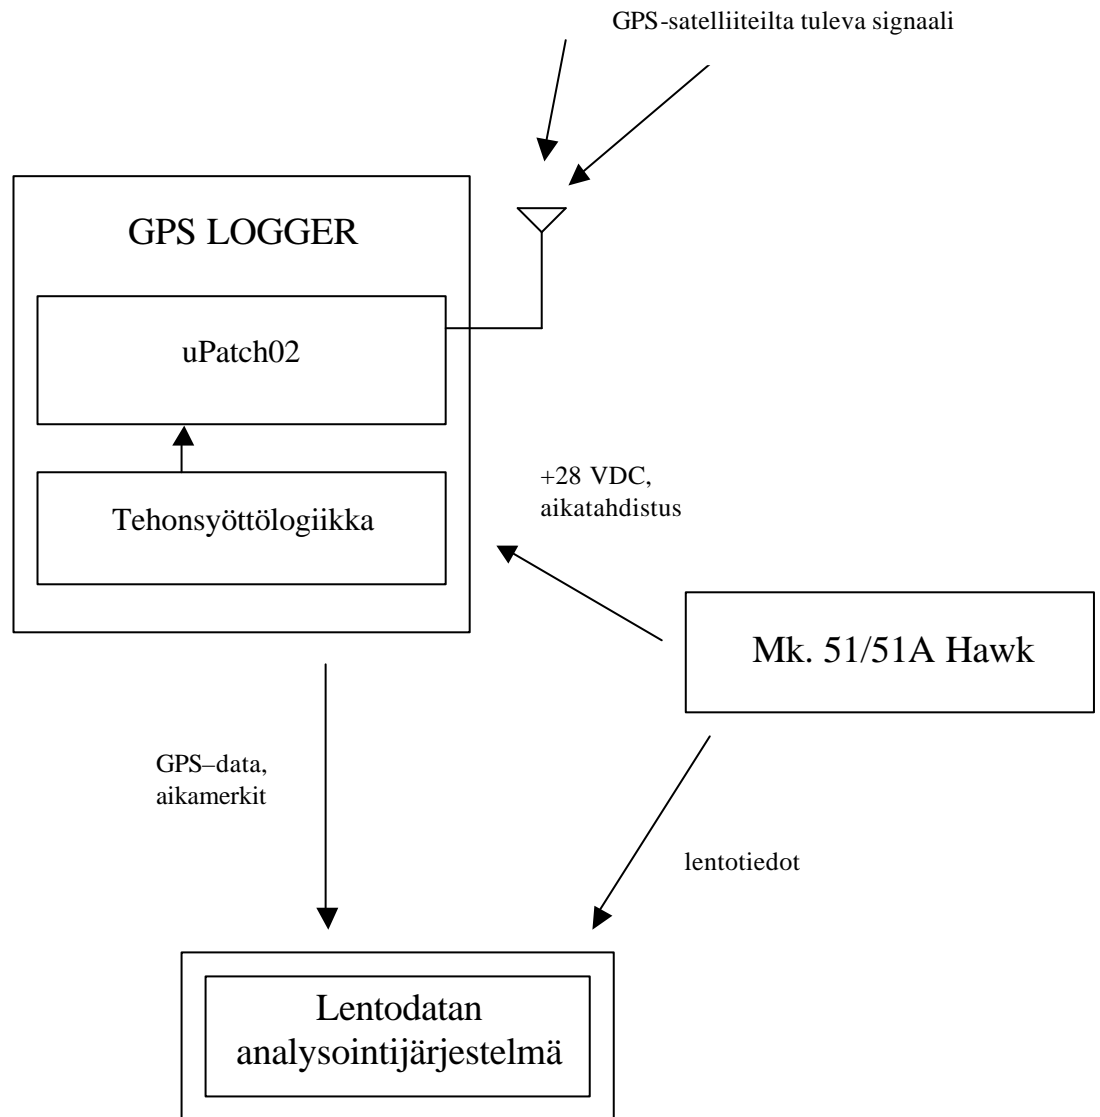 GPS-satelliiteilta tuleva signaali
GPS LOGGER
uPatch02
Tehonsyöttölogiikka
+28 VDC,
aikatahdistus
Mk. 51/51A Hawk
GPS–data,
aikamerkit
lentotiedot
Lentodatan
analysointijärjestelmä